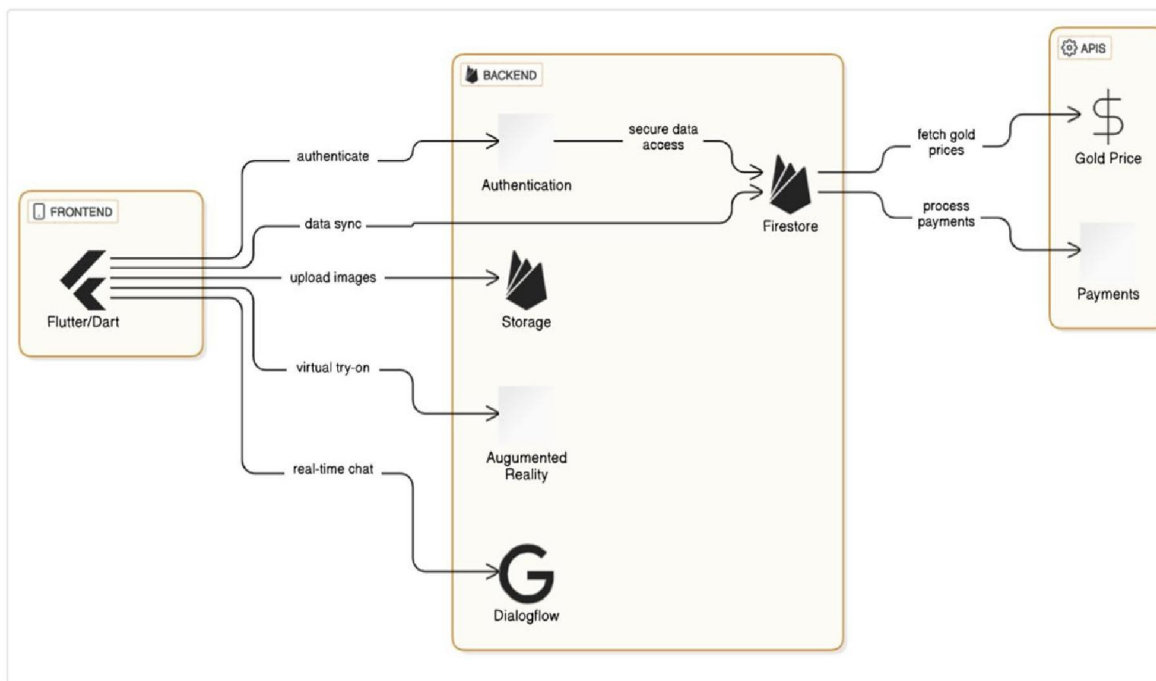 BACKEND
APIS
secure data
access
fetch gold
prices
authenticate
Gold Price
Authentication
FRONTEND
process
payments
data sync
Firestore
upload images
Payments
Flutter/Dart
Storage
virtual try-on
Augumented
Reality
real-time chat
Dialogflow